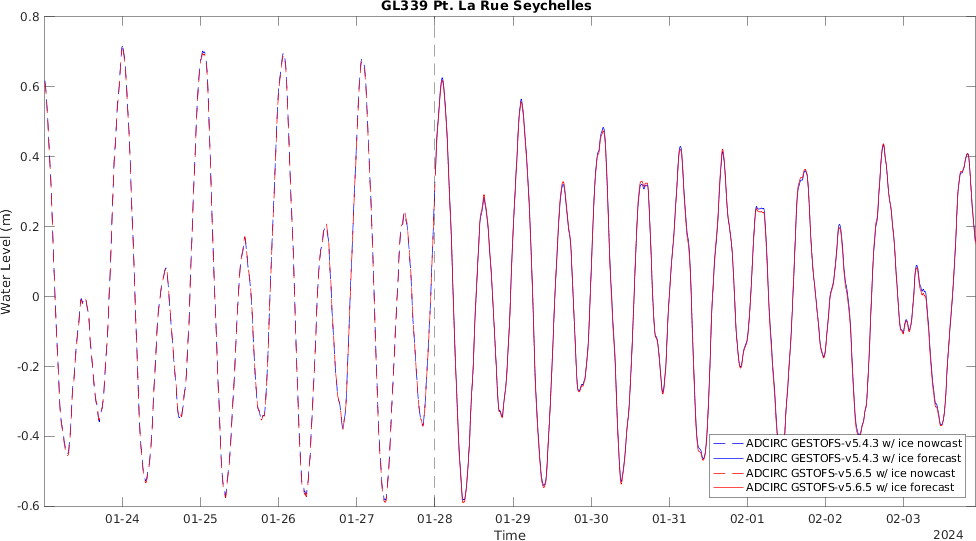 GL339 Pt. La Rue Seychelles
Water Level (m)
0.8
0.6
0.4
0.2
0
-0.2
-0.4
-0.6
01-24 01-25 01-26 01-27 01-28 01-29 01-30 01-31 02-01 02-02 02-03
Time
2024
ADCIRC GESTOFS-v5.4.3 w/ ice nowcast
ADCIRC GESTOFS-v5.4.3 w/ ice forecast
ADCIRC GSTOFS-v5.6.5 w/ ice nowcast
ADCIRC GSTOFS-v5.6.5 w/ ice forecast